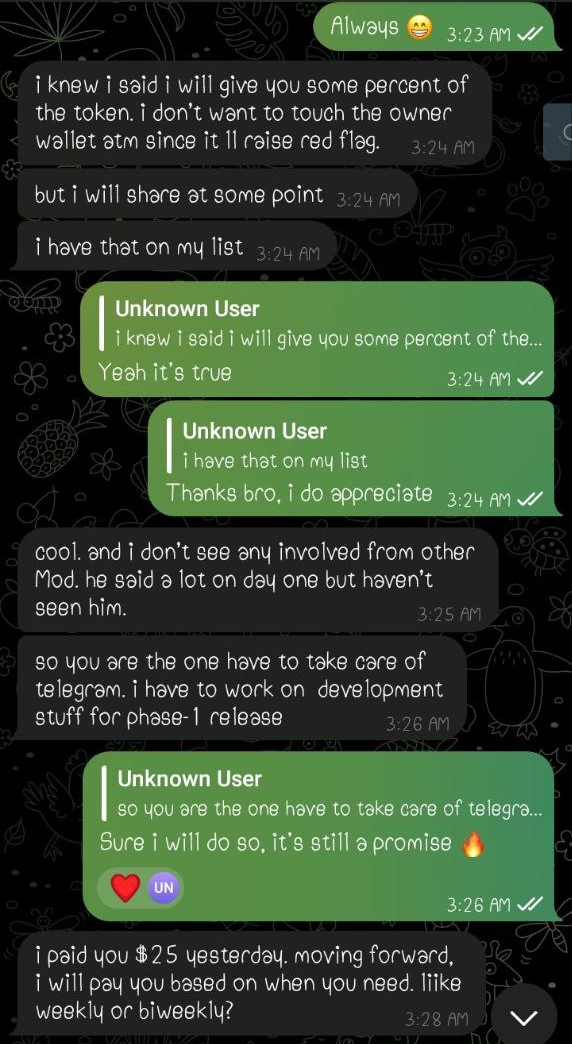 Always 😁 3:23 AM
i knew i said i will give you some percent of
the token. i don't want to touch the owner
wallet atm since it ll raise red flag. 3:24 AM
but i will share at some point 3:24 AM
i have that on my list 3:24 AM
Unknown User
i knew i said i will give you some percent of the...
Yeah it's true 3:24 AM
Unknown User
i have that on my list
Thanks bro, i do appreciate 3:24 AM
cool. and i don't see any involved from other
Mod. he said a lot on day one but haven't
seen him. 3:25 AM
so you are the one have to take care of
telegram. i have to work on development
stuff for phase-1 release 3:26 AM
Unknown User
so you are the one have to take care of telegra...
Sure i will do so, it's still a promise 🔥
❤️ UN 3:26 AM
i paid you $25 yesterday. moving forward,
i will pay you based on when you need. liike
weekly or biweekly? 3:28 AM